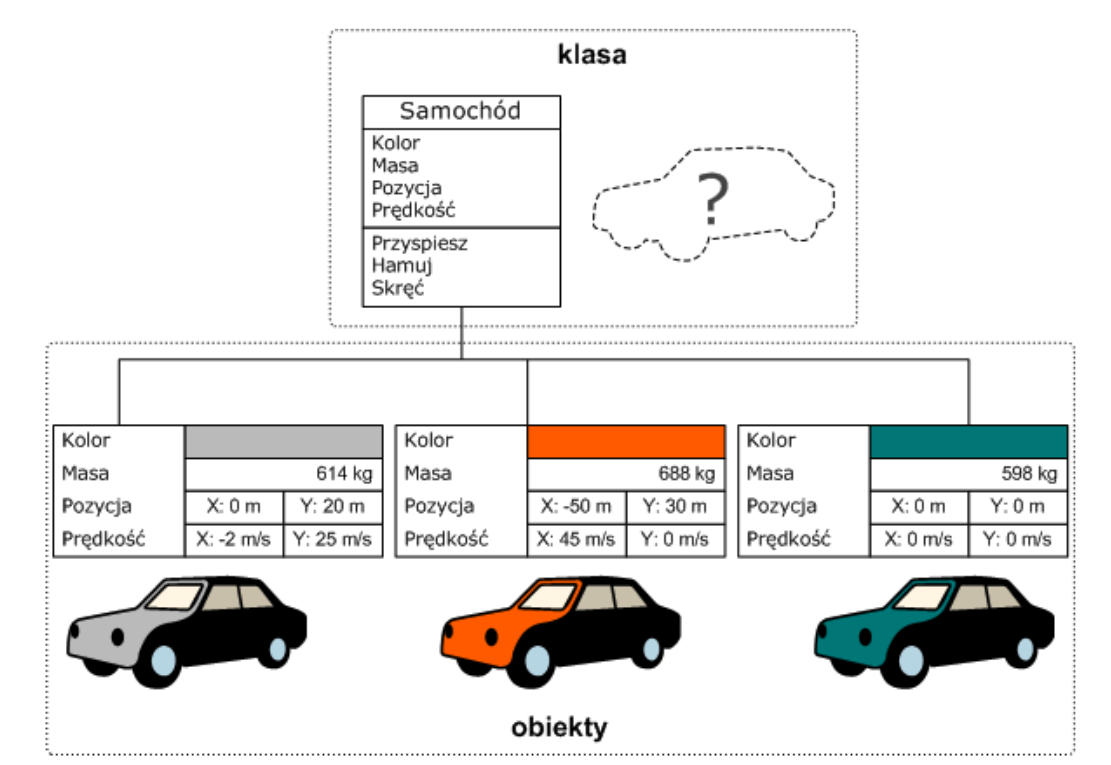 klasa
Samochód
Kolor
Masa
Pozycja
Prędkość
?
Przyspiesz
Hamuj
Skręć
Kolor
Masa 614 kg
Pozycja X: 0 m Y: 20 m
Prędkość X: -2 m/s Y: 25 m/s
Kolor
Masa 688 kg
Pozycja X: -50 m Y: 30 m
Prędkość X: 45 m/s Y: 0 m/s
Kolor
Masa 598 kg
Pozycja X: 0 m Y: 0 m
Prędkość X: 0 m/s Y: 0 m/s
obiekty